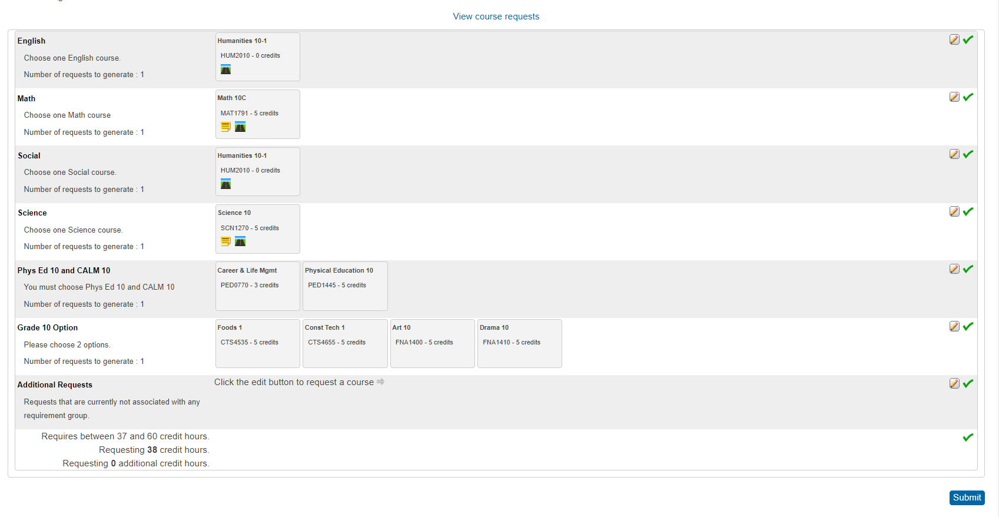 View course requests
English
Humanities 10-1
Choose one English course.
HUM2010 - 0 credits
Number of requests to generate : 1
Math
Math 10C
Choose one Math course
MAT1791 - 5 credits
Number of requests to generate : 1
Social
Humanities 10-1
Choose one Social course.
HUM2010 - 0 credits
Number of requests to generate : 1
Science
Science 10
Choose one Science course.
SCN1270 - 5 credits
Number of requests to generate : 1
Phys Ed 10 and CALM 10
Career & Life Mgmt
Physical Education 10
You must choose Phys Ed 10 and CALM 10
PED0770 - 3 credits
PED1445 - 5 credits
Number of requests to generate : 1
Grade 10 Option
Foods 1
Const Tech 1
Art 10
Drama 10
Please choose 2 options.
CTS4535 - 5 credits
CTS4655 - 5 credits
FNA1400 - 5 credits
FNA1410 - 5 credits
Number of requests to generate : 1
Additional Requests
Click the edit button to request a course
Requests that are currently not associated with any
requirement group.
Requires between 37 and 60 credit hours.
Requesting 38 credit hours.
Requesting 0 additional credit hours.
Submit